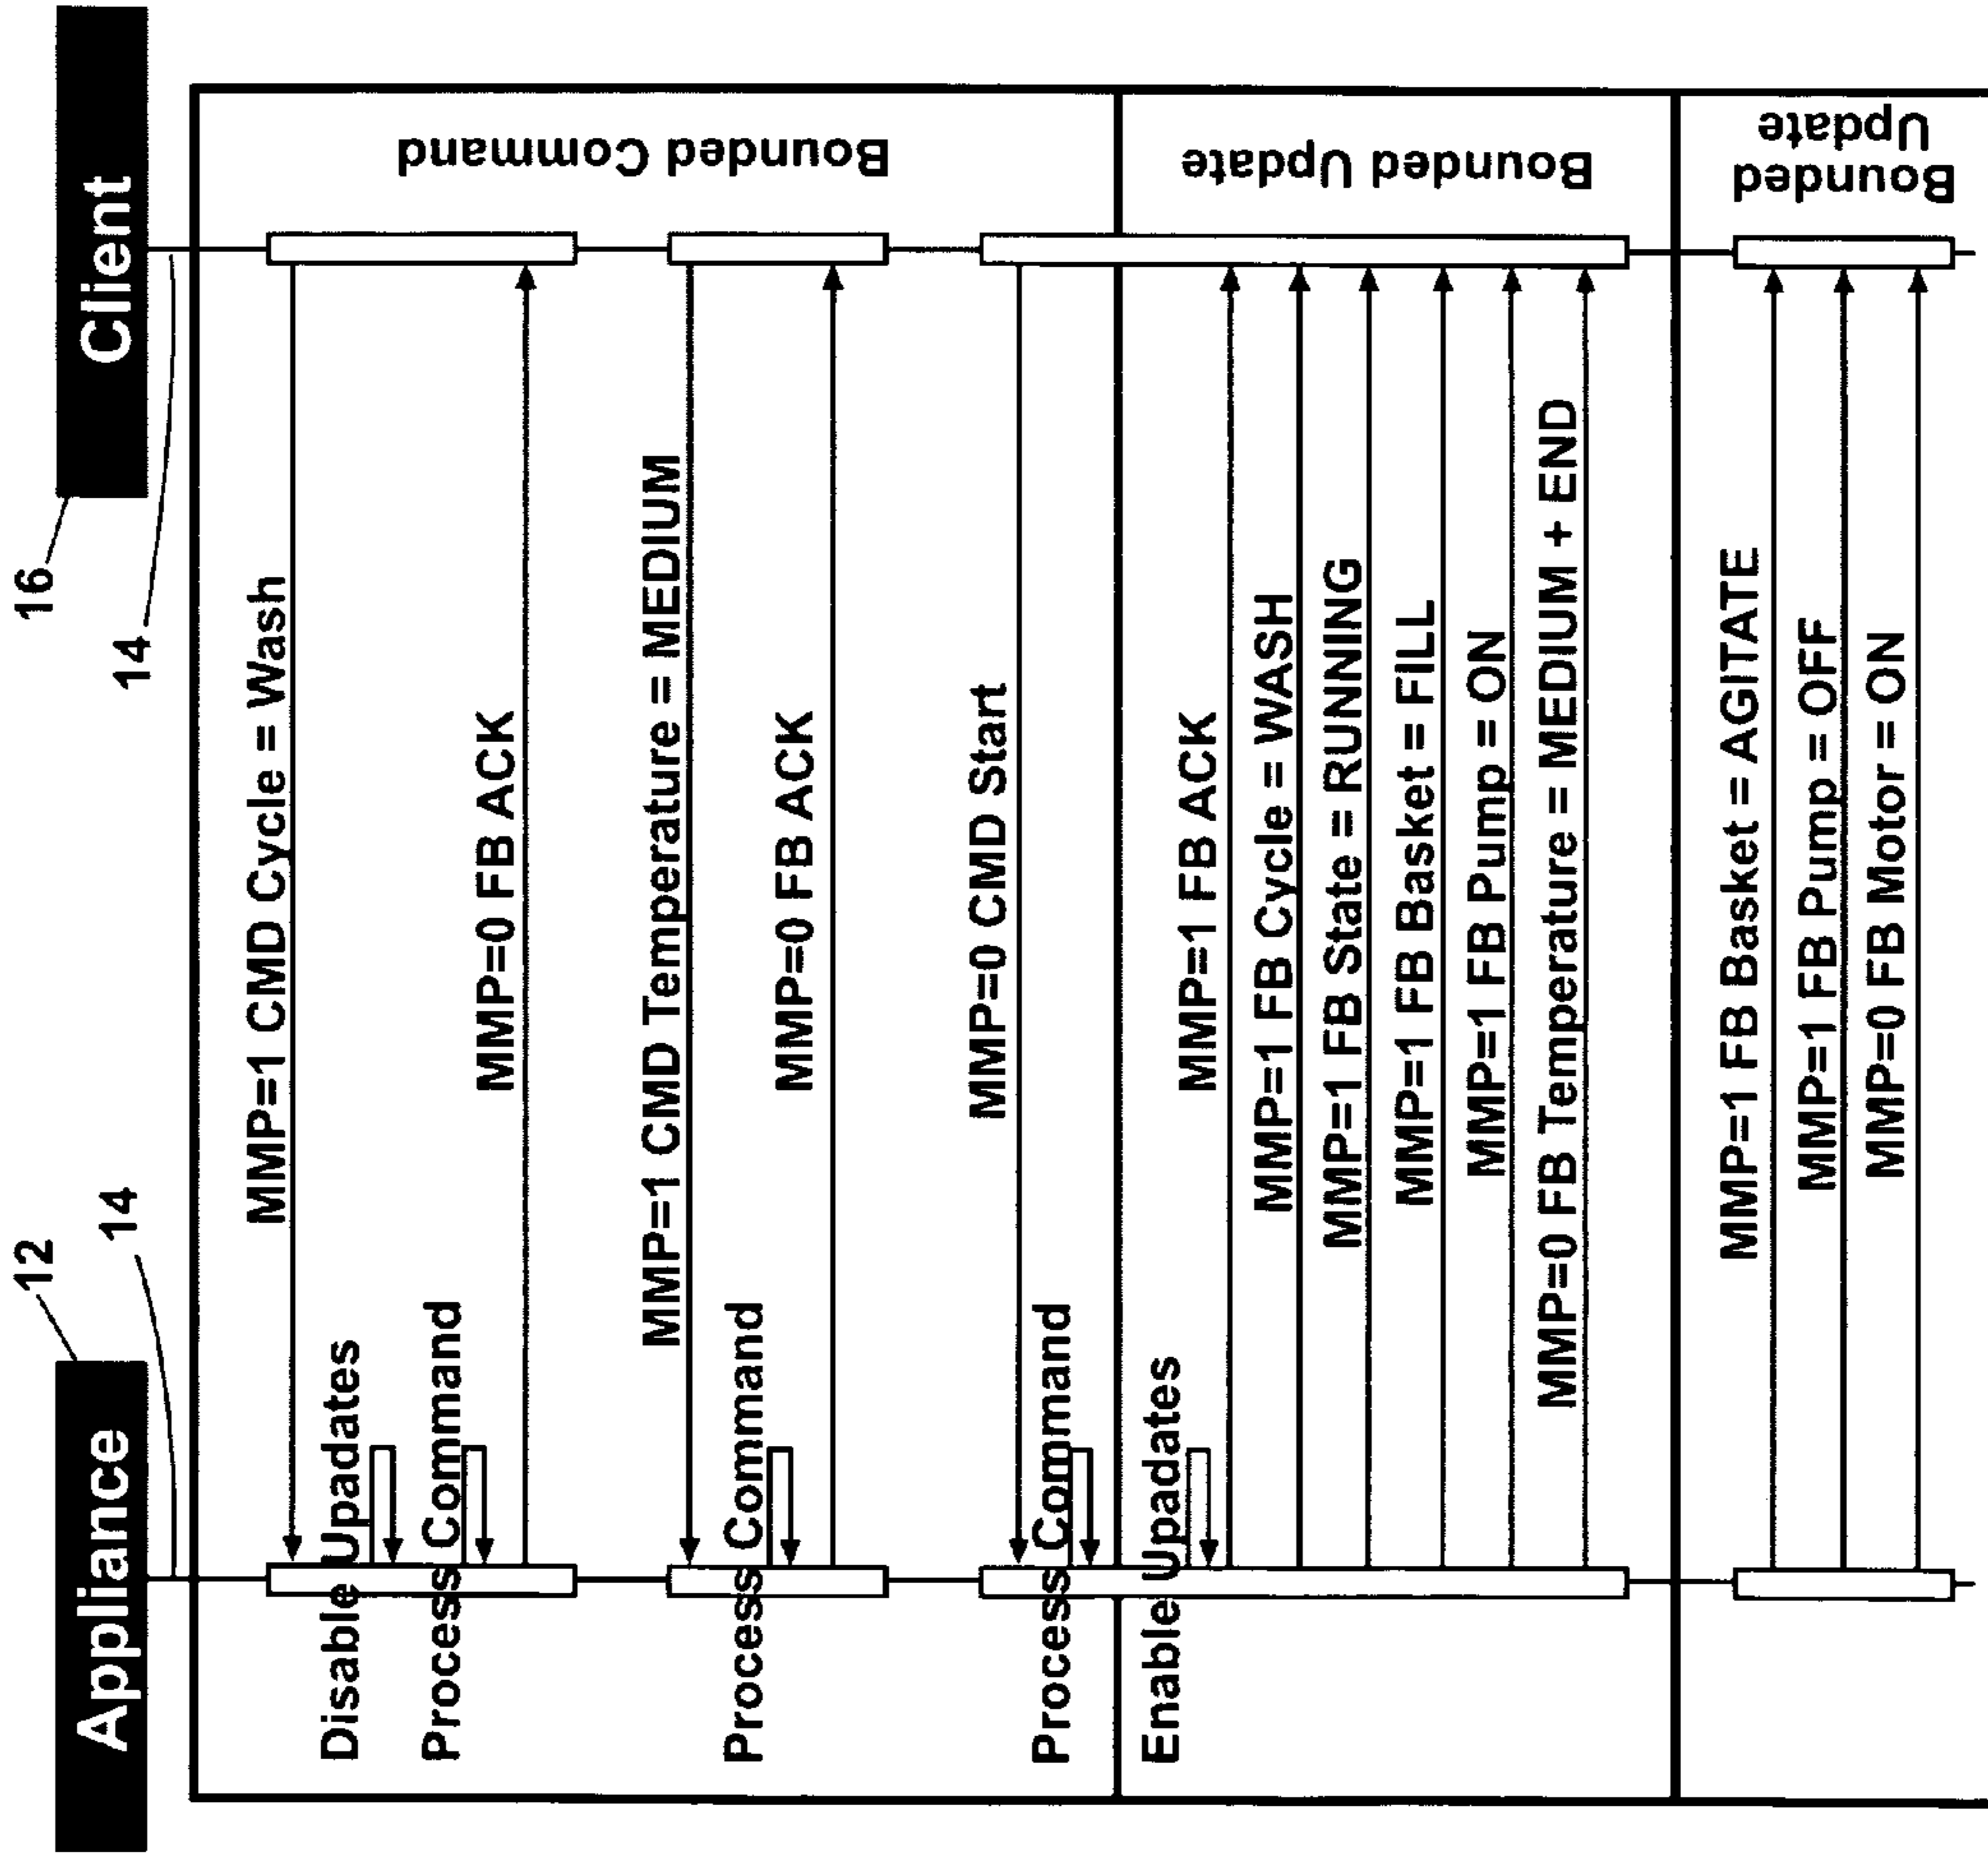 12
14
16
14
Appliance
Client
MMP=1 CMD Cycle = Wash
Disable Upadates
Process Command
MMP=0 FB ACK
MMP=1 CMD Temperature = MEDIUM
Process Command
MMP=0 FB ACK
MMP=0 CMD Start
Process Command
Bounded Command
Enable Upadates
MMP=1 FB ACK
MMP=1 FB Cycle = WASH
MMP=1 FB State = RUNNING
MMP=1 FB Basket = FILL
MMP=1 FB Pump = ON
MMP=0 FB Temperature = MEDIUM + END
Bounded Update
MMP=1 FB Basket = AGITATE
MMP=1 FB Pump = OFF
MMP=0 FB Motor = ON
Bounded
Update